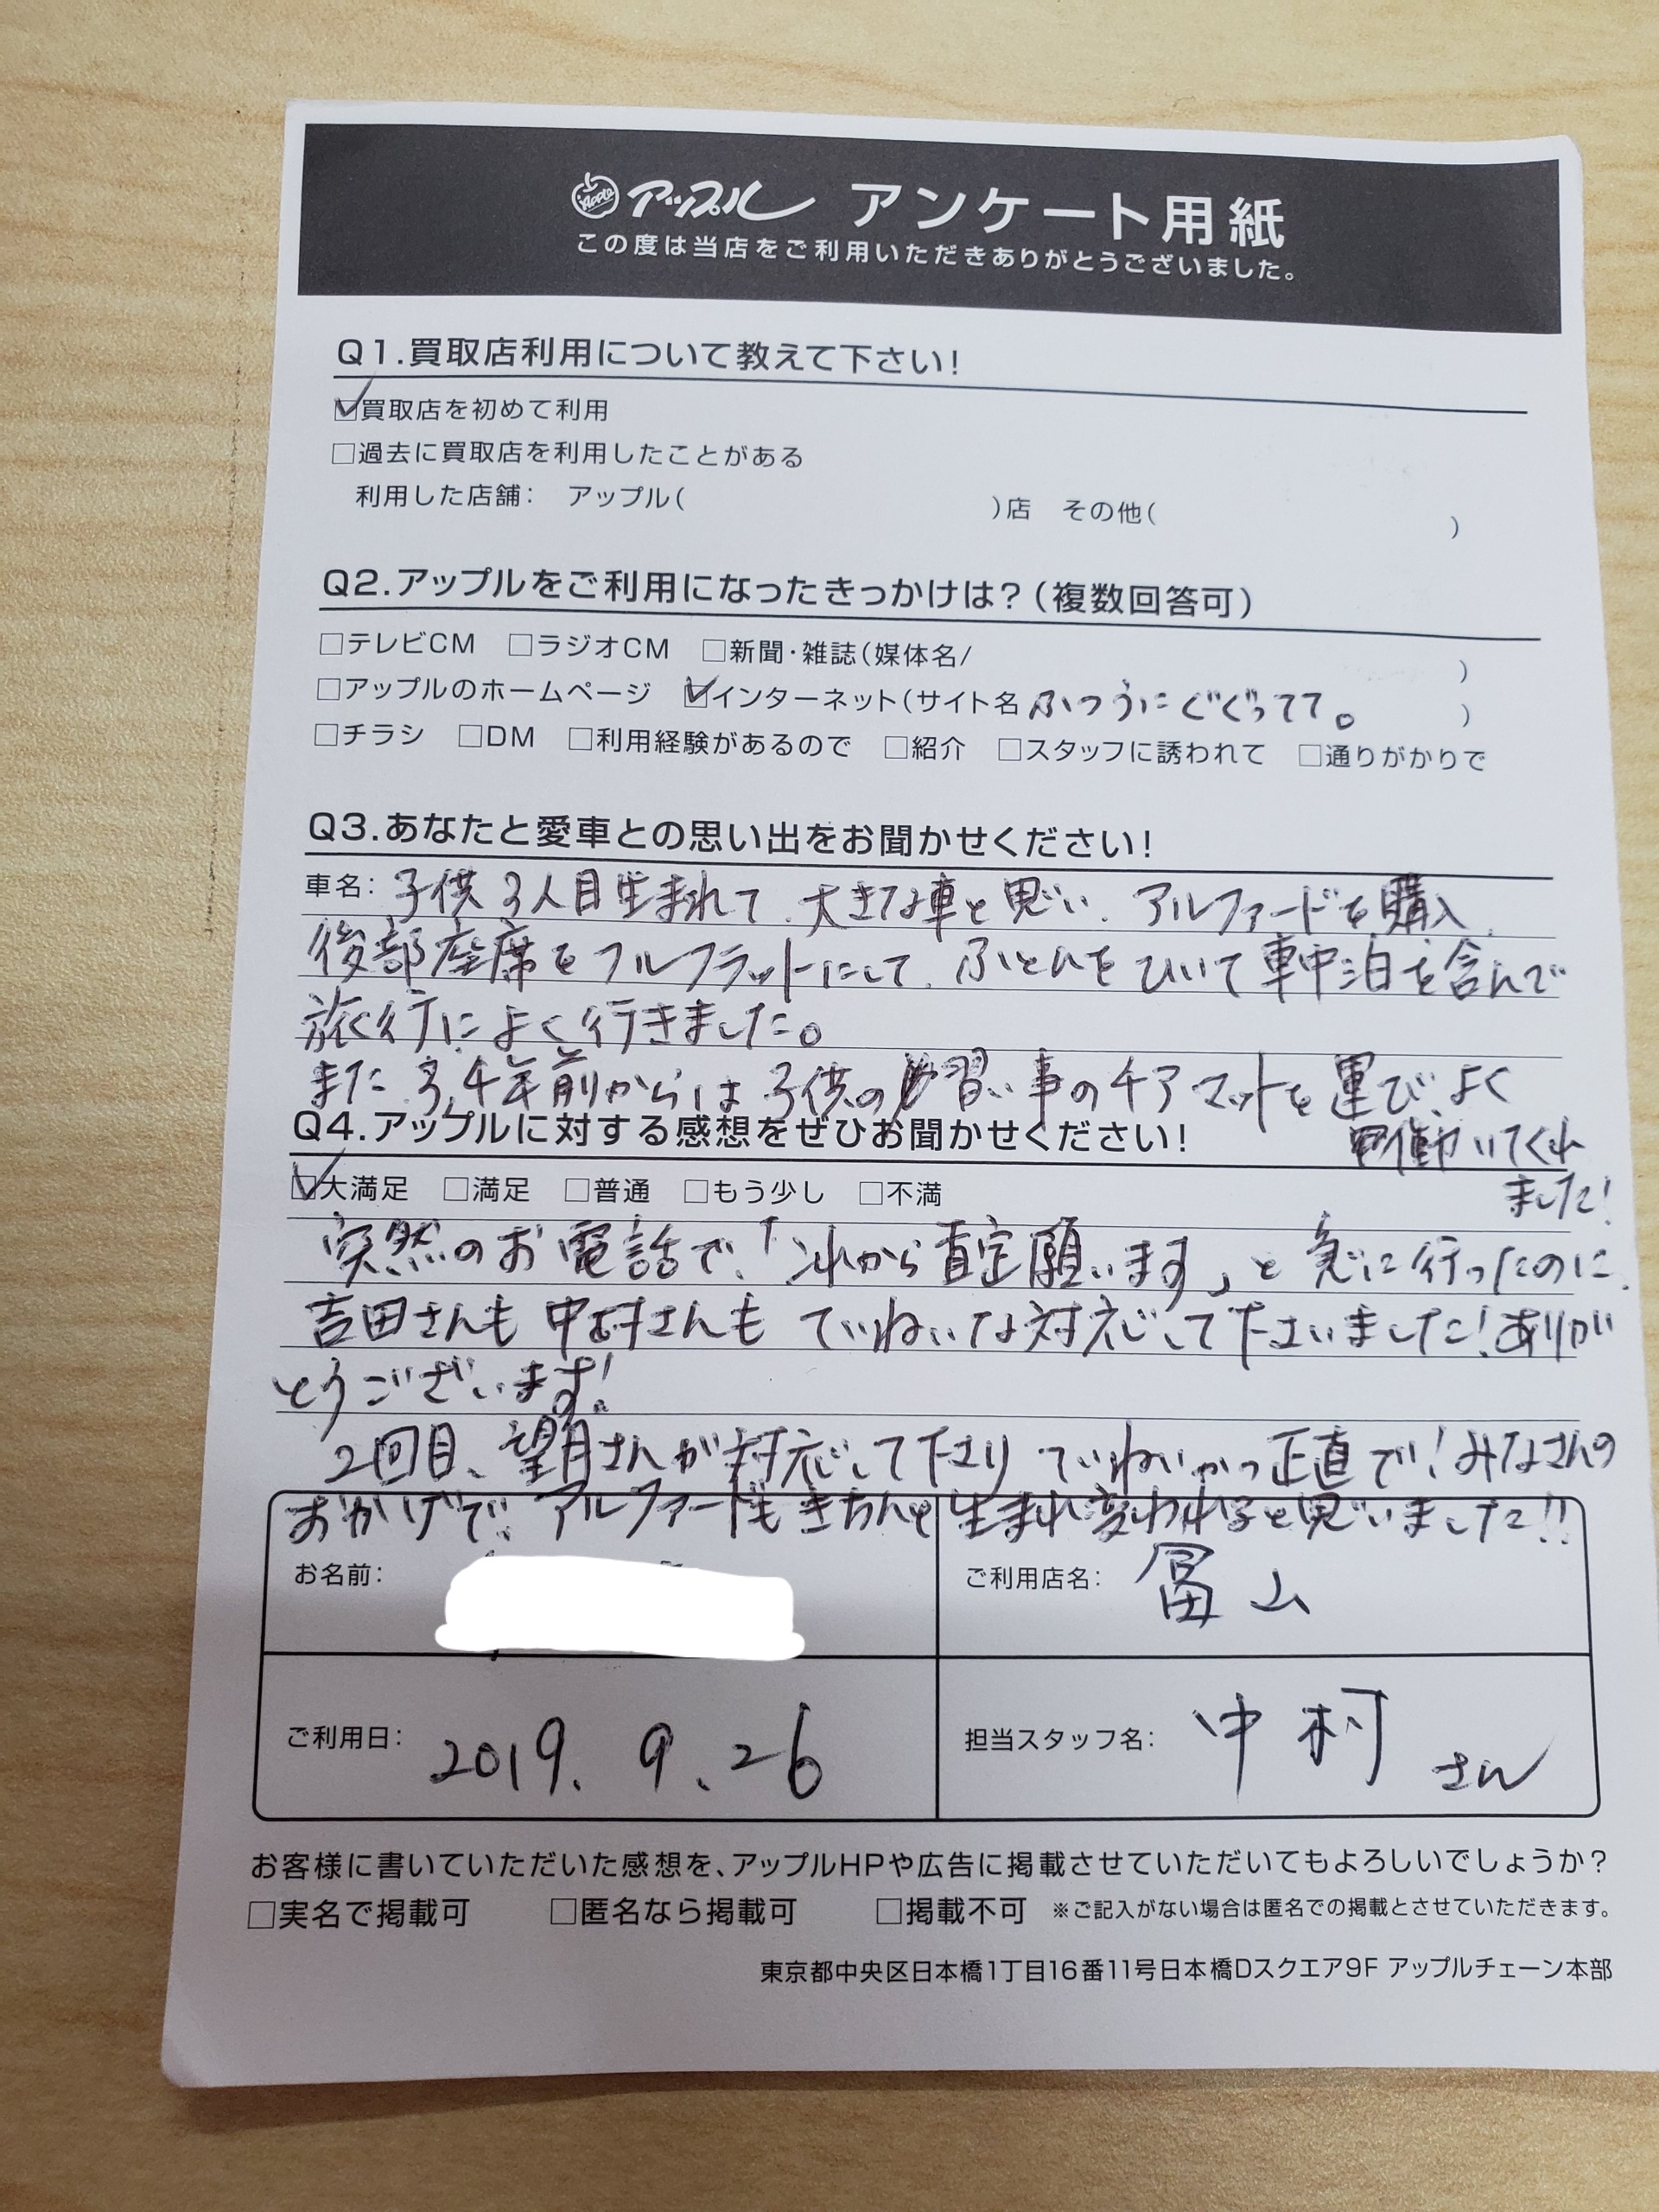 Apple アップル アンケート用紙
この度は当店をご利用いただきありがとうございました。
Q1.買取店利用について教えて下さい!
☑買取店を初めて利用
□過去に買取店を利用したことがある
利用した店舗: アップル( )店 その他( )
Q2.アップルをご利用になったきっかけは?(複数回答可)
□テレビCM □ラジオCM □新聞・雑誌(媒体名/ )
□アップルのホームページ ☑インターネット(サイト名 ふつうにぐぐってて。 )
□チラシ □DM □利用経験があるので □紹介 □スタッフに誘われて □通りがかりで
Q3.あなたと愛車との思い出をお聞かせください!
車名: 子供3人目生まれて、大きな車と思い、アルファードを購入、
後部座席をフルフラットにして、ふとんをひいて車中泊を含んで
旅行によく行きました。
また、3,4年前からは子供の習い事のチアマットを運び、よく
働いてくれ
ました!
Q4.アップルに対する感想をぜひお聞かせください!
☑大満足 □満足 □普通 □もう少し □不満
突然のお電話で、「これから査定願います」と急に行ったのに、
吉田さんも中村さんもていねいな対応して下さいました!ありが
とうございます!
2回目、望月さんが対応して下さりていねいかつ正直で!みなさんの
おかげで、アルファードもきちんと生まれ変われると思いました!!
お名前:
ご利用店名: 富山
ご利用日: 2019. 9. 26
担当スタッフ名: 中村さん
お客様に書いていただいた感想を、アップルHPや広告に掲載させていただいてもよろしいでしょうか?
□実名で掲載可 □匿名なら掲載可 □掲載不可 ※ご記入がない場合は匿名での掲載とさせていただきます。
東京都中央区日本橋1丁目16番11号日本橋Dスクエア9F アップルチェーン本部